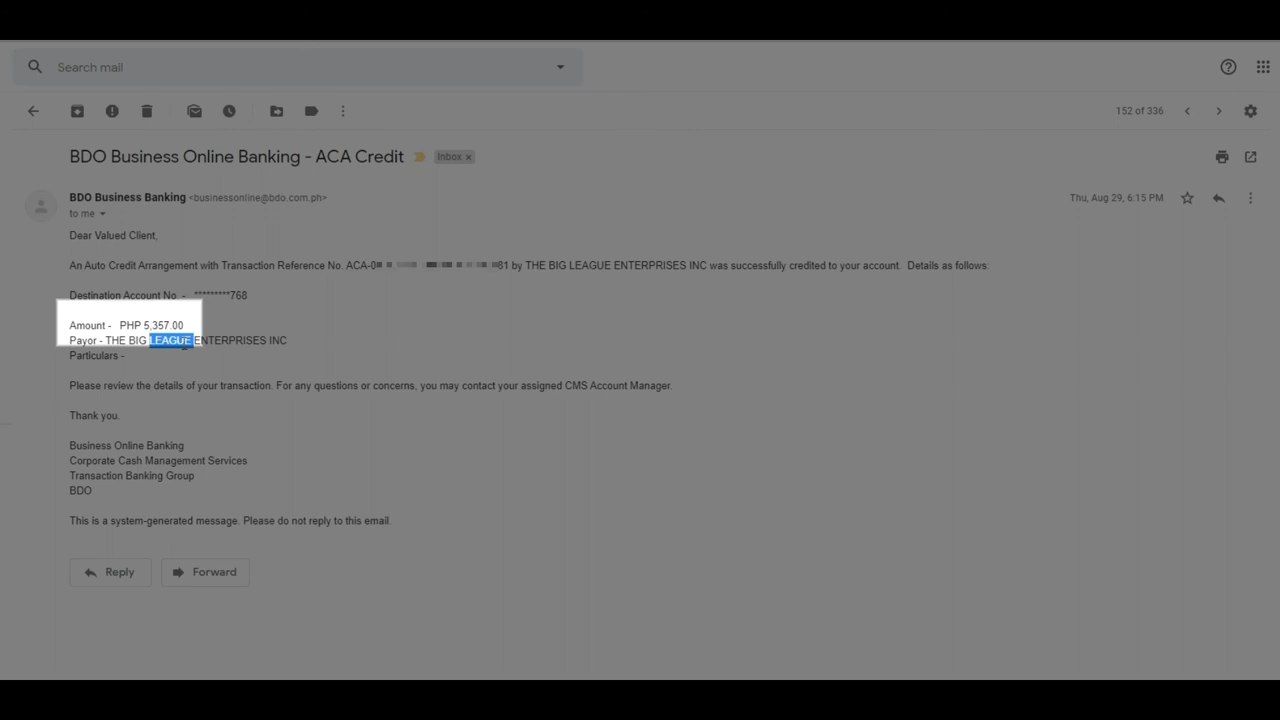 Search mail
152 of 336
BDO Business Online Banking - ACA Credit Inbox x
BDO Business Banking <businessonline@bdo.com.ph> Thu, Aug 29, 6:15 PM
to me
Dear Valued Client,
An Auto Credit Arrangement with Transaction Reference No. ACA-0 81 by THE BIG LEAGUE ENTERPRISES INC was successfully credited to your account. Details as follows:
Destination Account No. - *********768
Amount - PHP 5,357.00
Payor - THE BIG LEAGUE ENTERPRISES INC
Particulars -
Please review the details of your transaction. For any questions or concerns, you may contact your assigned CMS Account Manager.
Thank you.
Business Online Banking
Corporate Cash Management Services
Transaction Banking Group
BDO
This is a system-generated message. Please do not reply to this email.
Reply Forward